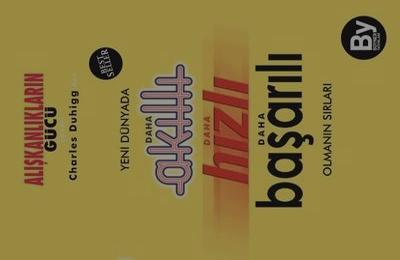 ALIŞKANLIKLARIN
GÜCÜ
Charles Duhigg
BEST
SELLER
YENİ DÜNYADA
DAHA
akıllı
DAHA
hızlı
DAHA
başarılı
OLMANIN SIRLARI
By